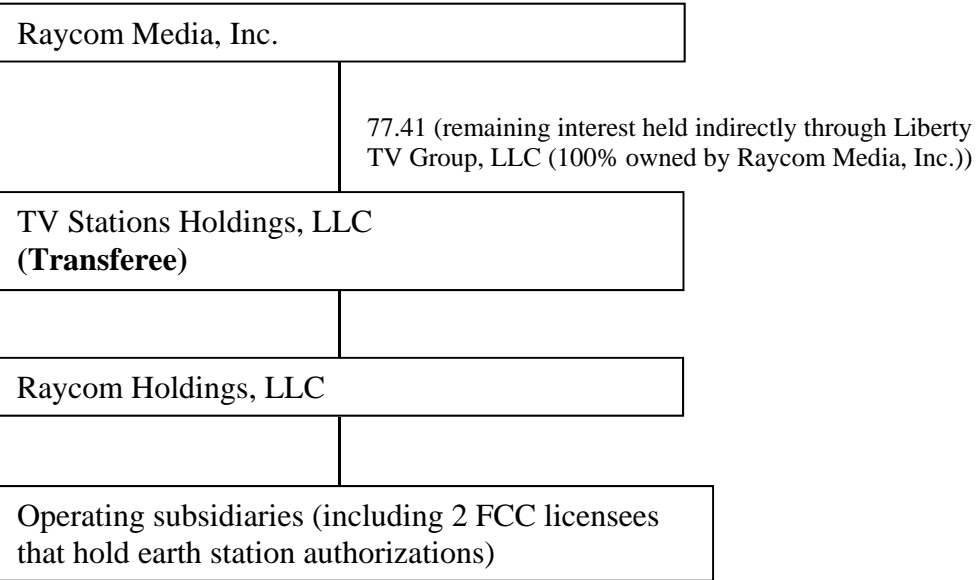 Raycom Media, Inc.
77.41 (remaining interest held indirectly through Liberty
TV Group, LLC (100% owned by Raycom Media, Inc.))
TV Stations Holdings, LLC
(Transferee)
Raycom Holdings, LLC
Operating subsidiaries (including 2 FCC licensees
that hold earth station authorizations)